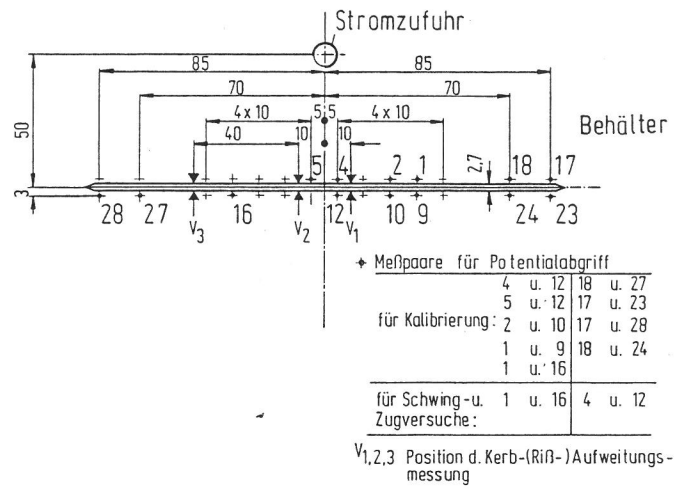 Stromzufuhr
85 85
70 70
4 x 10 5 5 4 x 10
40 10 10
50
Behälter
5 4 2 1 2,7 18 17
3
28 27 16 12 10 9 24 23
V3 V2 V1
Meßpaare für Potentialabgriff
4 u. 12 18 u. 27
5 u. 12 17 u. 23
für Kalibrierung: 2 u. 10 17 u. 28
1 u. 9 18 u. 24
1 u. 16
für Schwing-u. 1 u. 16 4 u. 12
Zugversuche:
V1,2,3 Position d. Kerb-(Riß-)Aufweitungs-
messung